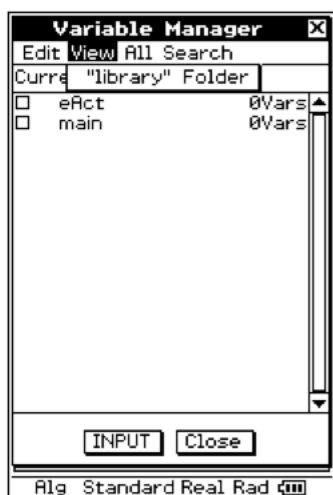 Variable Manager
Edit View All Search
Curre "library" Folder
eAct 0Vars
main 0Vars
INPUT Close
Alg Standard Real Rad